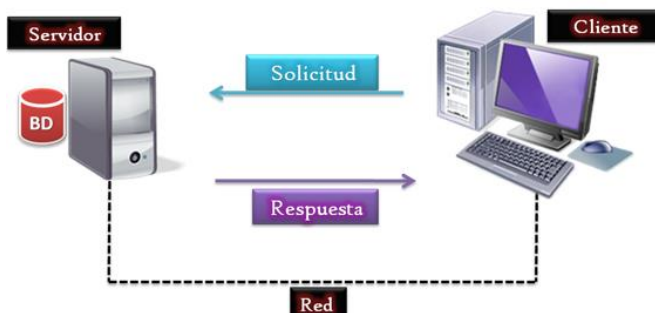 Servidor
Cliente
Solicitud
BD
Respuesta
Red